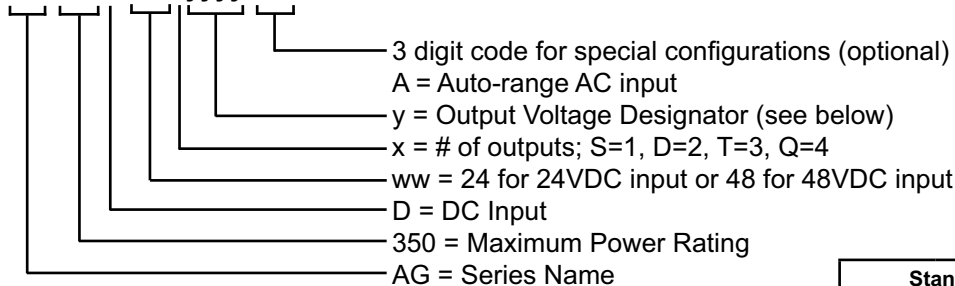 3 digit code for special configurations (optional)
A = Auto-range AC input
y = Output Voltage Designator (see below)
x = # of outputs; S=1, D=2, T=3, Q=4
ww = 24 for 24VDC input or 48 for 48VDC input
D = DC Input
350 = Maximum Power Rating
AG = Series Name
Stan